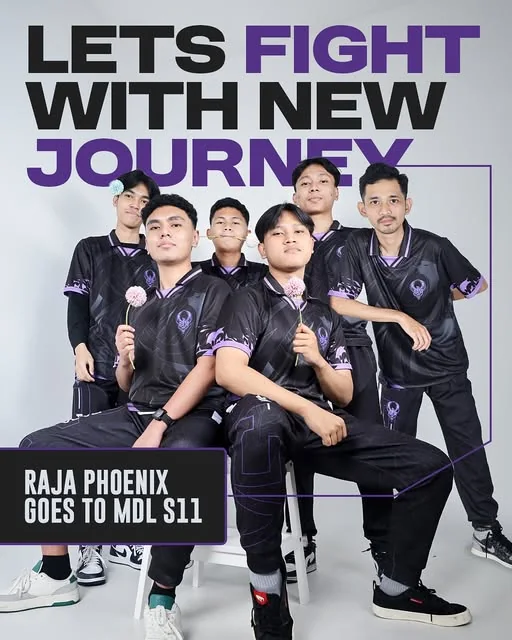 LETS FIGHT
WITH NEW
JOURNEY
RAJA PHOENIX
GOES TO MDL S11